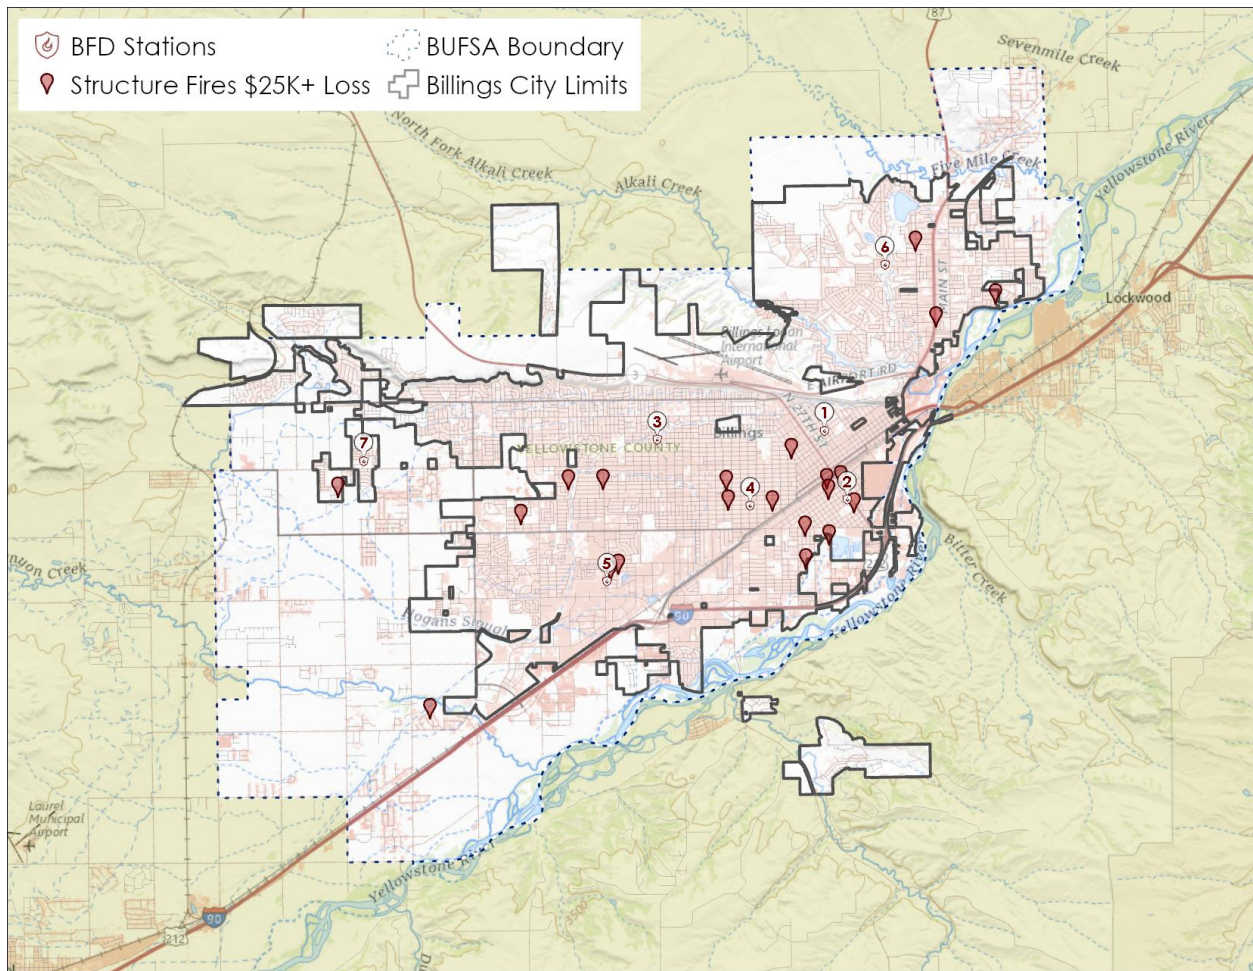 BFD Stations
BUFSA Boundary
Structure Fires $25K+ Loss
Billings City Limits
87
Sevenmile Creek
North Fork Alkali Creek
Alkali Creek
Five Mile Creek
Yellowstone River
6
MAIN ST
Lockwood
Billings Logan
International
Airport
3
E AIRPORT RD
N 27TH ST
1
3
Billings
YELLOWSTONE COUNTY
7
4
2
5
Bitter Creek
Hogans Slough
90
Yellowstone River
Laurel
Municipal
Airport
Yellowstone River
90
212
3500